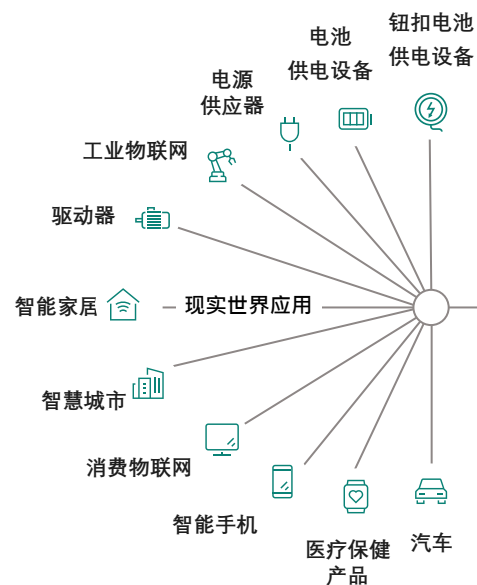 钮扣电池
供电设备
电池
供电设备
电源
供应器
工业物联网
驱动器
智能家居
现实世界应用
智慧城市
消费物联网
智能手机
医疗保健
产品
汽车